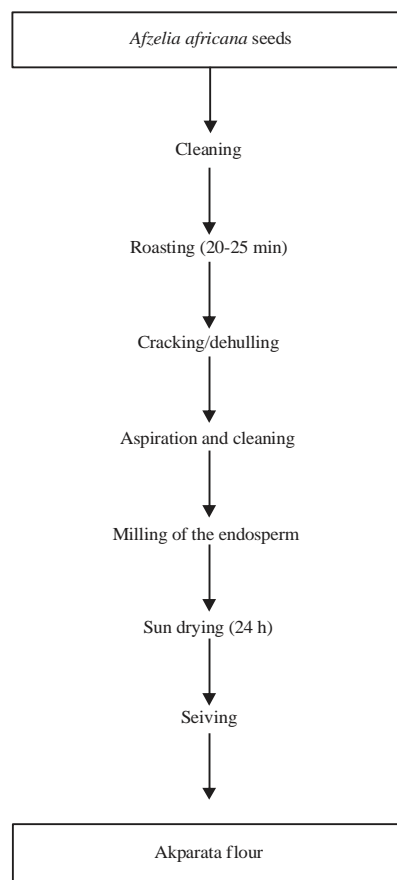 Afzelia africana seeds
Cleaning
Roasting (20-25 min)
Cracking/dehulling
Aspiration and cleaning
Milling of the endosperm
Sun drying (24 h)
Seiving
Akparata flour